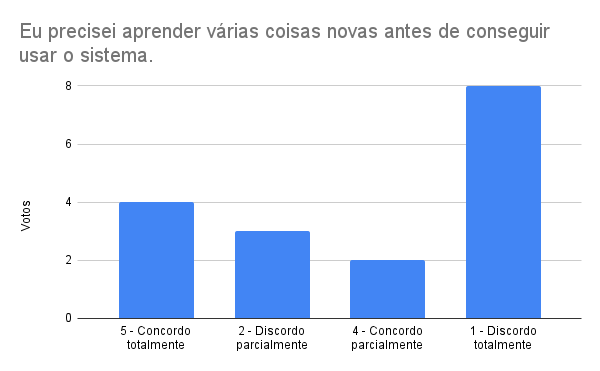 Eu precisei aprender várias coisas novas antes de conseguir
usar o sistema.
8
6
4
2
0
Votos
5 - Concordo
totalmente
2 - Discordo
parcialmente
4 - Concordo
parcialmente
1 - Discordo
totalmente